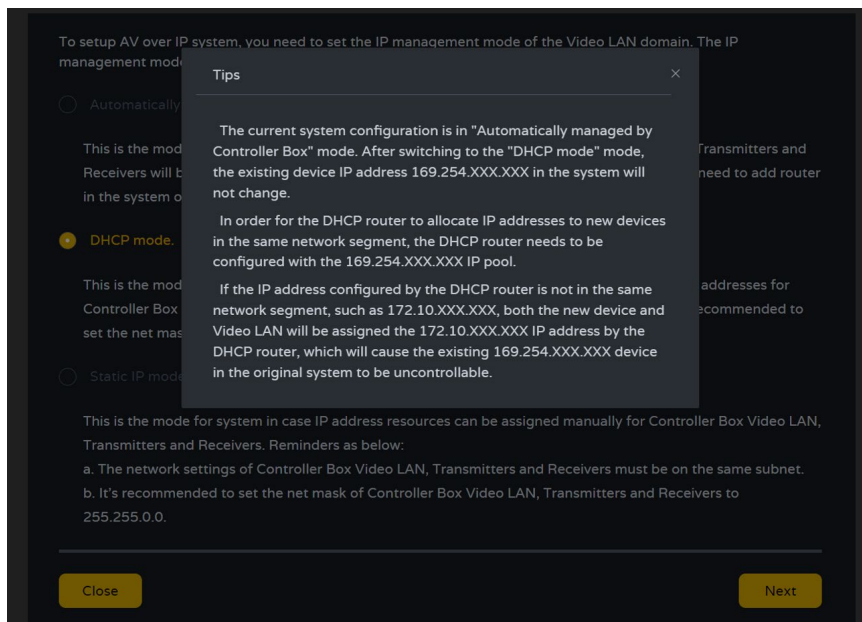 To setup AV over IP system, you need to set the IP management mode of the Video LAN domain. The IP
management mode
Tips
×
Automatically
The current system configuration is in "Automatically managed by
Controller Box" mode. After switching to the "DHCP mode" mode,
the existing device IP address 169.254.XXX.XXX in the system will
not change.
In order for the DHCP router to allocate IP addresses to new devices
in the same network segment, the DHCP router needs to be
configured with the 169.254.XXX.XXX IP pool.
If the IP address configured by the DHCP router is not in the same
network segment, such as 172.10.XXX.XXX, both the new device and
Video LAN will be assigned the 172.10.XXX.XXX IP address by the
DHCP router, which will cause the existing 169.254.XXX.XXX device
in the original system to be uncontrollable.
This is the mod Transmitters and
Receivers will b need to add router
in the system o
DHCP mode.
This is the mod addresses for
Controller Box ecommended to
set the net mas
Static IP mode
This is the mode for system in case IP address resources can be assigned manually for Controller Box Video LAN,
Transmitters and Receivers. Reminders as below:
a. The network settings of Controller Box Video LAN, Transmitters and Receivers must be on the same subnet.
b. It's recommended to set the net mask of Controller Box Video LAN, Transmitters and Receivers to
255.255.0.0.
Close
Next